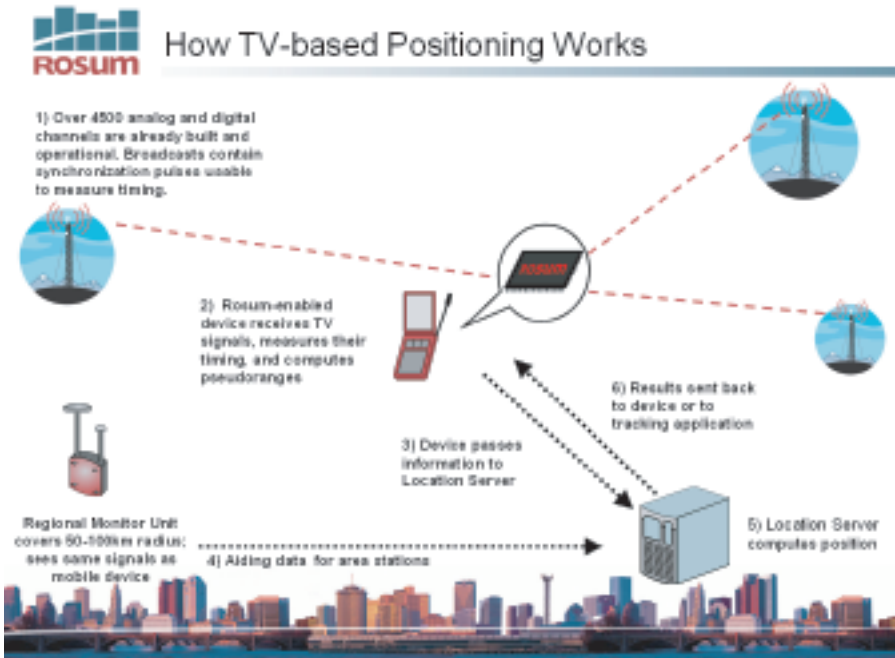 ROSUM
How TV-based Positioning Works
1) Over 4500 analog and digital
channels are already built and
operational. Broadcasts contain
synchronization pulses usable
to measure timing.
ROSUM
2) Rosum-enabled
device receives TV
signals, measures their
timing, and computes
pseudoranges
6) Results sent back
to device or to
tracking application
3) Device passes
information to
Location Server
Regional Monitor Unit
covers 50-100km radius;
sees same signals as
mobile device
4) Aiding data for area stations
5) Location Server
computes position